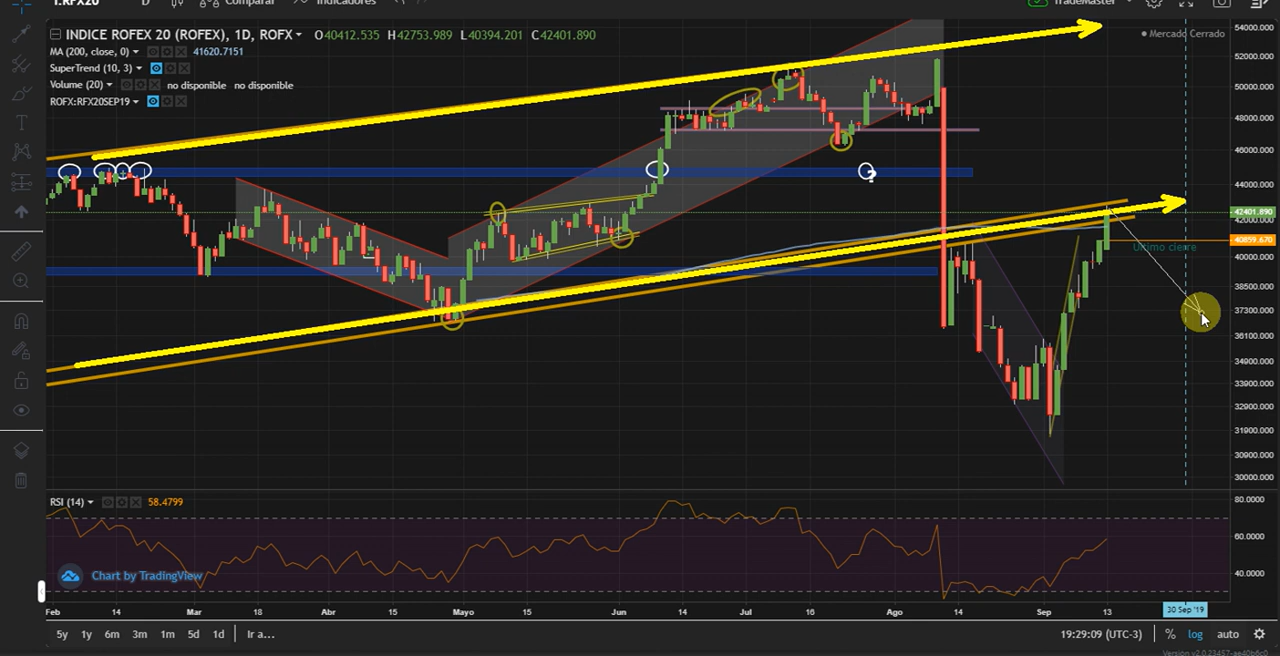 D Comparar Indicadores TradeMaster
INDICE ROFEX 20 (ROFEX), 1D, ROFX O40412.535 H42753.989 L40394.201 C42401.890
Mercado Cerrado
MA (200, close, 0) 41620.7151
SuperTrend (10, 3)
Volume (20) no disponible no disponible
ROFX:RFX20SEP19
?
Último cierre
54000.000
52000.000
50000.000
48000.000
46000.000
44000.000
42401.890
42000.000
40859.670
40000.000
38500.000
37300.000
36100.000
34900.000
33900.000
32900.000
31900.000
30900.000
30000.000
RSI (14) 58.4799
80.0000
60.0000
40.0000
Chart by TradingView
Feb 14 Mar 18 Abr 15 Mayo 15 Jun 14 Jul 16 Ago 14 Sep 13 30 Sep '19
5y 1y 6m 3m 1m 5d 1d Ir a... 19:29:09 (UTC-3) % log auto